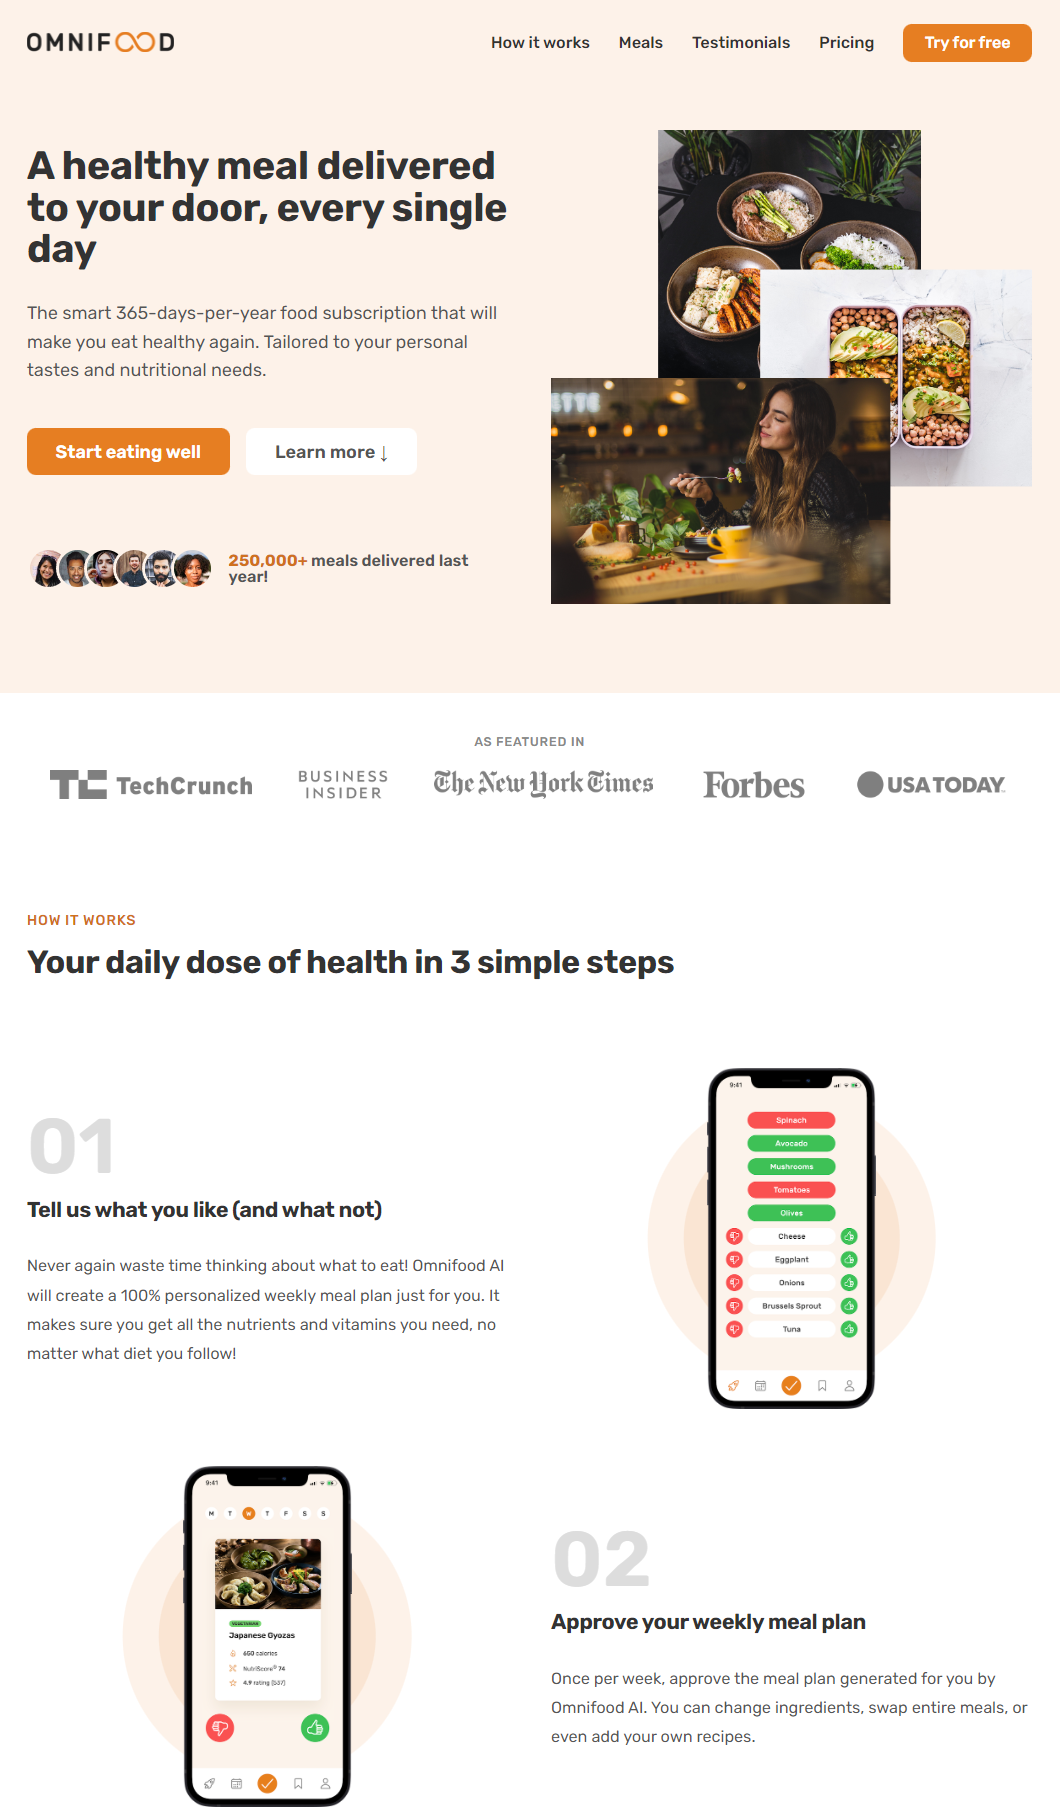 OMNIFOOD
How it works
Meals
Testimonials
Pricing
Try for free
A healthy meal delivered
to your door, every single
day
The smart 365-days-per-year food subscription that will
make you eat healthy again. Tailored to your personal
tastes and nutritional needs.
Start eating well
Learn more ↓
250,000+ meals delivered last
year!
ETTE
AS FEATURED IN
TechCrunch
BUSINESS
INSIDER
The New York Times
Forbes
USA TODAY
HOW IT WORKS
Your daily dose of health in 3 simple steps
01
Tell us what you like (and what not)
Never again waste time thinking about what to eat! Omnifood AI
will create a 100% personalized weekly meal plan just for you. It
makes sure you get all the nutrients and vitamins you need, no
matter what diet you follow!
9:41
Spinach
Avocado
Mushrooms
Tomatoes
Olives
Cheese
Eggplant
Onions
Brussels Sprout
Tuna
9:41
M T W T F S S
VEGETARIAN
Japanese Gyozas
650 calories
NutriScore® 74
4.9 rating (537)
02
Approve your weekly meal plan
Once per week, approve the meal plan generated for you by
Omnifood AI. You can change ingredients, swap entire meals, or
even add your own recipes.